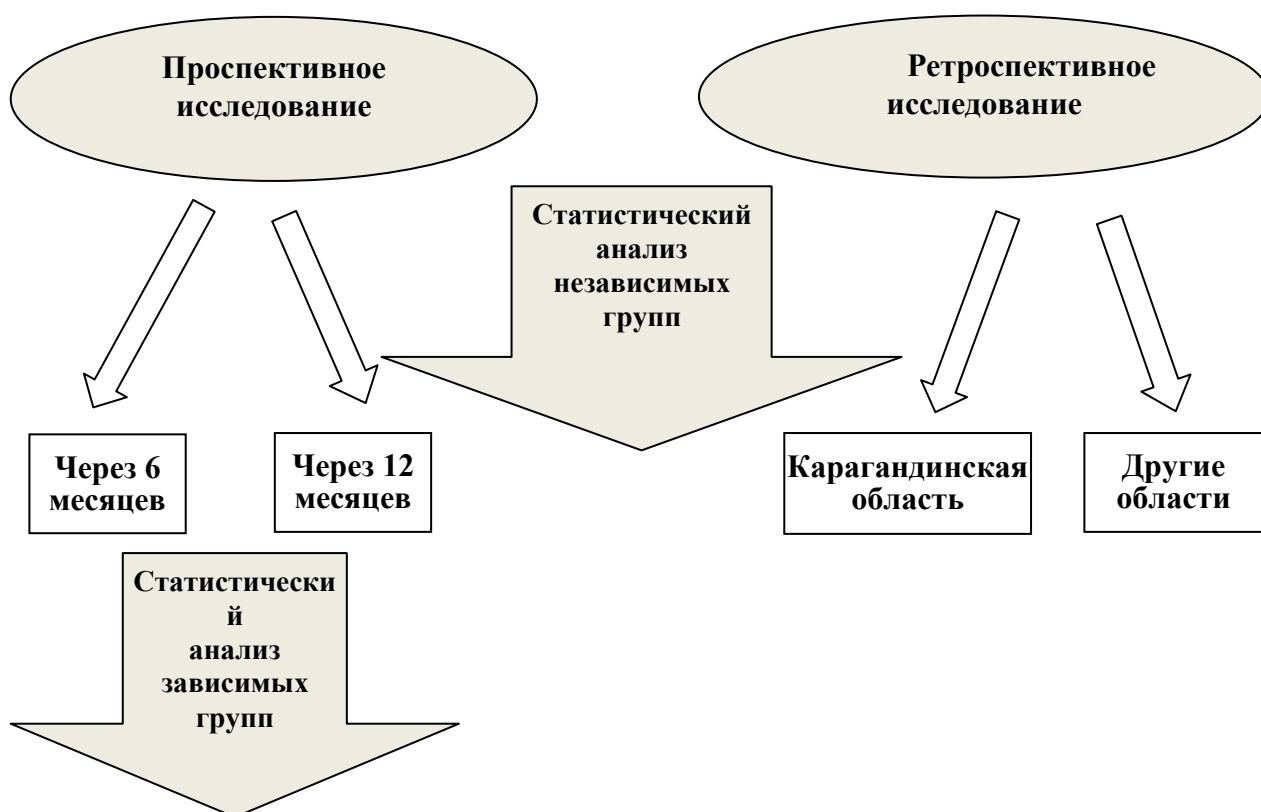 Проспективное
исследование
Ретроспективное
исследование
Статистический
анализ
независимых
групп
Через 6
месяцев
Через 12
месяцев
Карагандинская
область
Другие
области
Статистически
й
анализ
зависимых
групп